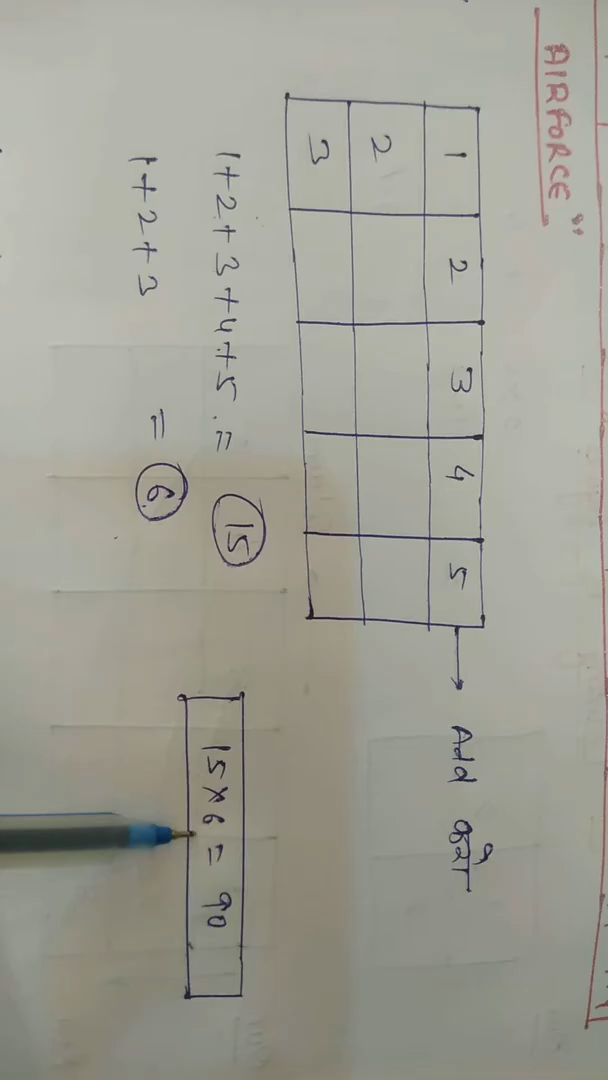 AIRFORCE"
1 2 3 4 5 → Add करें
2
3
1+2+3+4+5 = 15
1+2+3 = 6
15×6 = 90